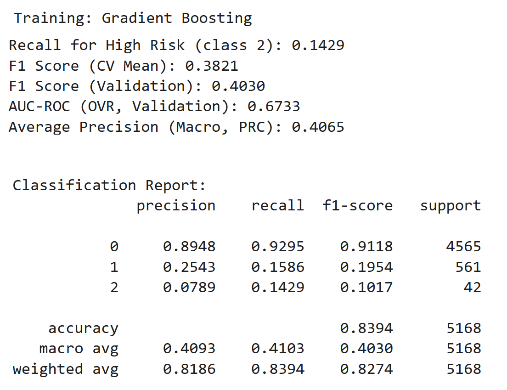 Training: Gradient Boosting
Recall for High Risk (class 2): 0.1429
F1 Score (CV Mean): 0.3821
F1 Score (Validation): 0.4030
AUC-ROC (OVR, Validation): 0.6733
Average Precision (Macro, PRC): 0.4065
Classification Report:
precision recall f1-score support
0 0.8948 0.9295 0.9118 4565
1 0.2543 0.1586 0.1954 561
2 0.0789 0.1429 0.1017 42
accuracy 0.8394 5168
macro avg 0.4093 0.4103 0.4030 5168
weighted avg 0.8186 0.8394 0.8274 5168